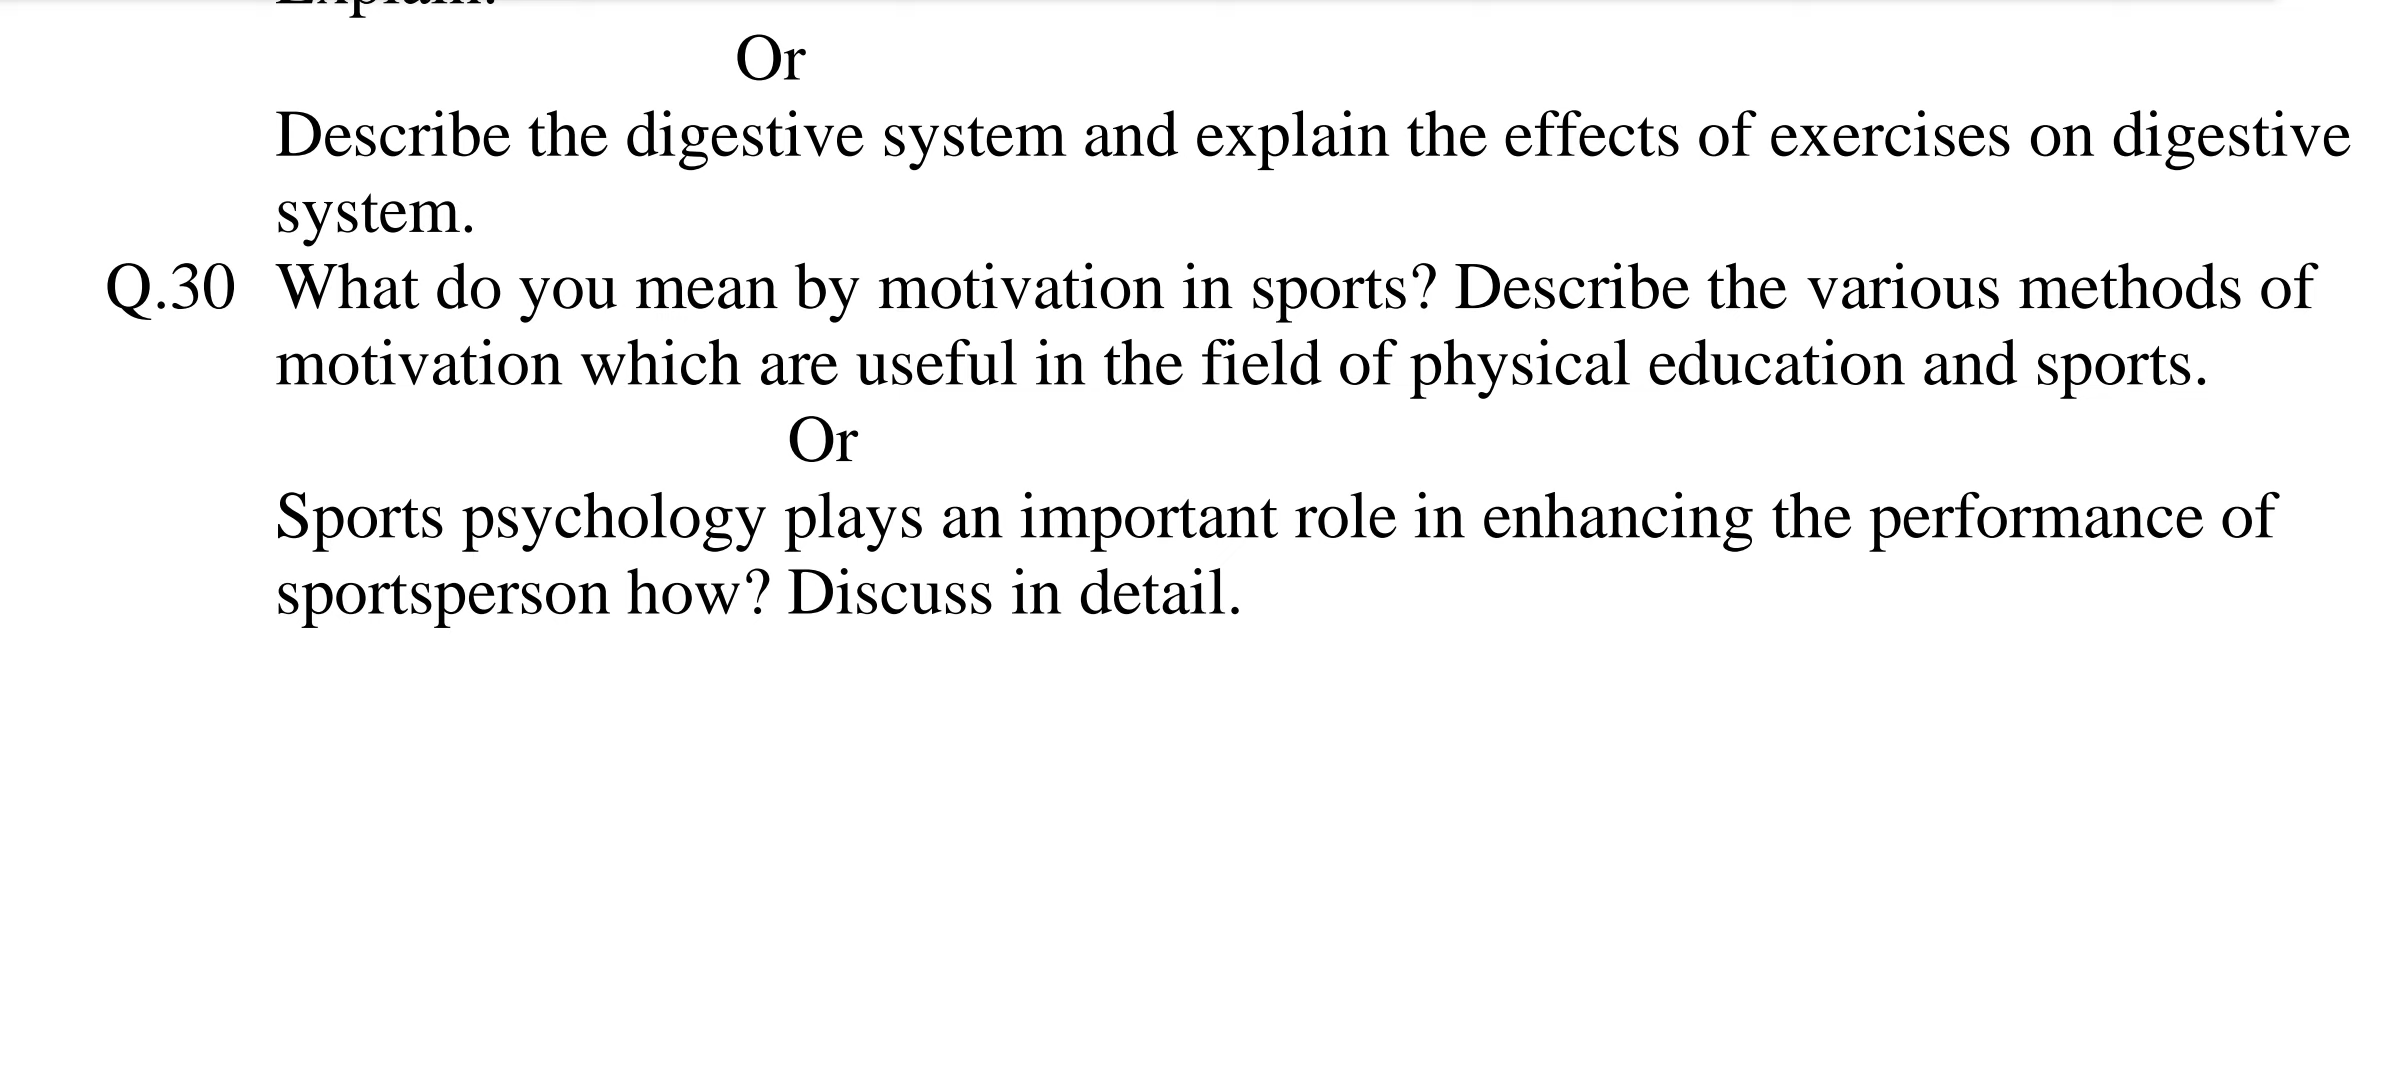 Explain.
Or
Describe the digestive system and explain the effects of exercises on digestive
system.
Q.30 What do you mean by motivation in sports? Describe the various methods of
motivation which are useful in the field of physical education and sports.
Or
Sports psychology plays an important role in enhancing the performance of
sportsperson how? Discuss in detail.